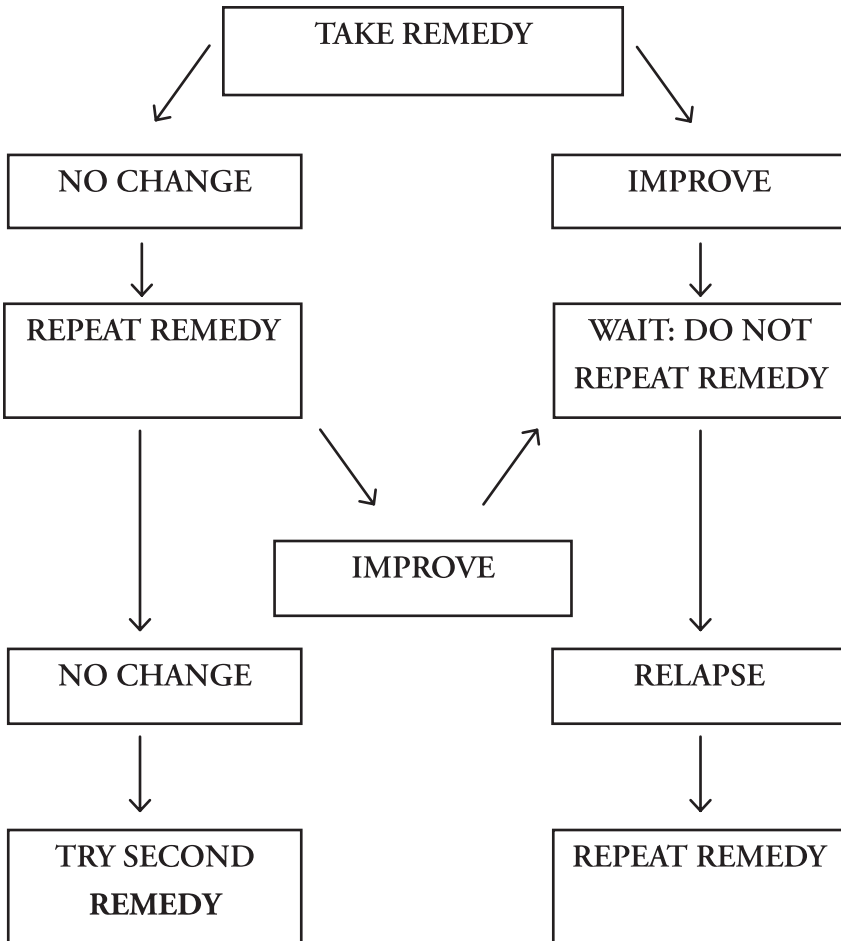 TAKE REMEDY
NO CHANGE
IMPROVE
REPEAT REMEDY
WAIT: DO NOT
REPEAT REMEDY
IMPROVE
NO CHANGE
RELAPSE
TRY SECOND
REMEDY
REPEAT REMEDY